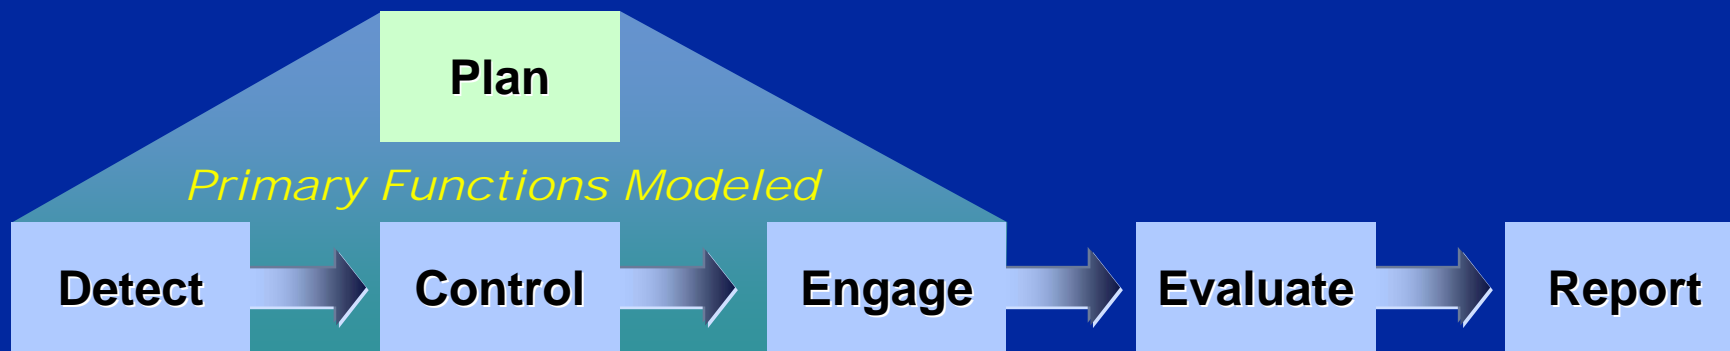 Plan
Primary Functions Modeled
Detect
Control
Engage
Evaluate
Report